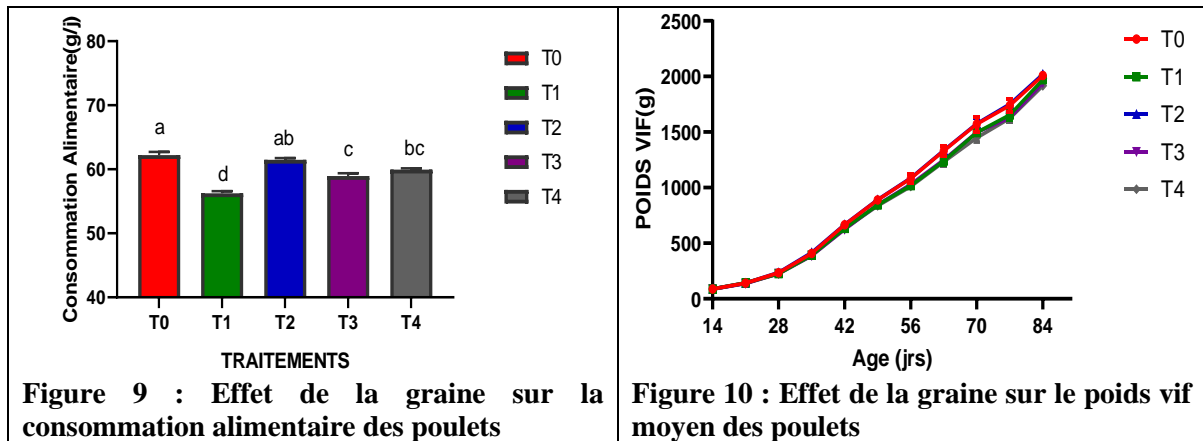 80
70
60
50
40
Consommation Alimentaire(g/j)
a
d
ab
c
bc
T0
T1
T2
T3
T4
T0 T1 T2 T3 T4
TRAITEMENTS
Figure 9 : Effet de la graine sur la
consommation alimentaire des poulets
2000
1500
1000
500
0
POIDS VIF(g)
14 28 42 56 70 84
Age (jrs)
T0
T1
T2
T3
T4
Figure 10 : Effet de la graine sur le poids vif
moyen des poulets